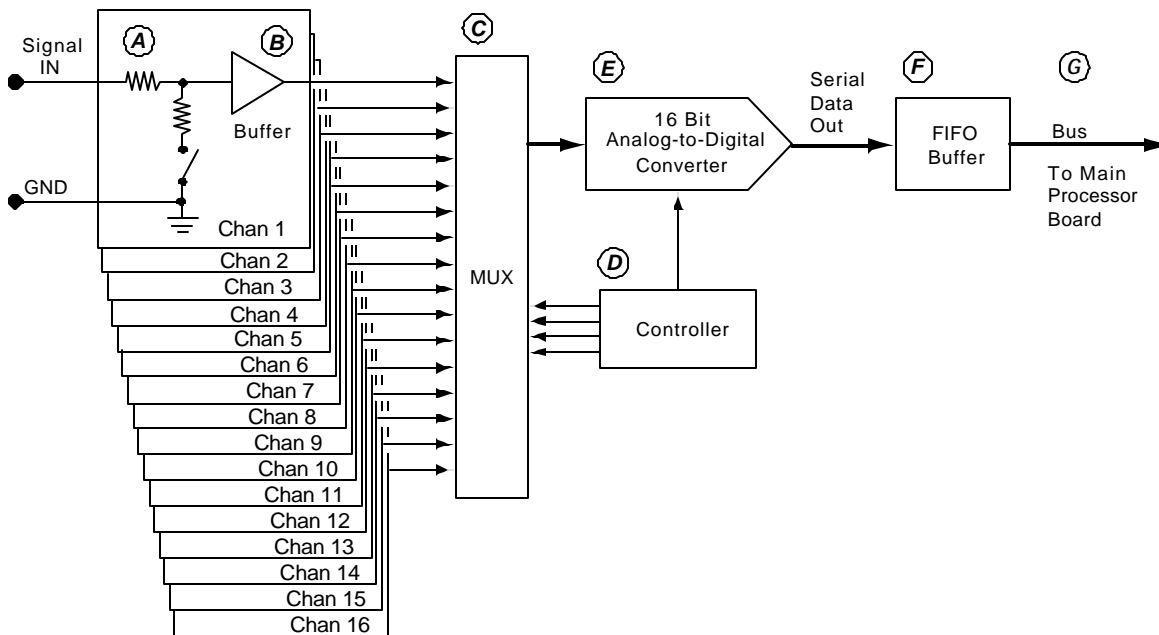 Signal
IN
GND
A
B
Buffer
Chan 1
Chan 2
Chan 3
Chan 4
Chan 5
Chan 6
Chan 7
Chan 8
Chan 9
Chan 10
Chan 11
Chan 12
Chan 13
Chan 14
Chan 15
Chan 16
C
MUX
D
Controller
E
16 Bit
Analog-to-Digital
Converter
Serial
Data
Out
F
FIFO
Buffer
G
Bus
To Main
Processor
Board